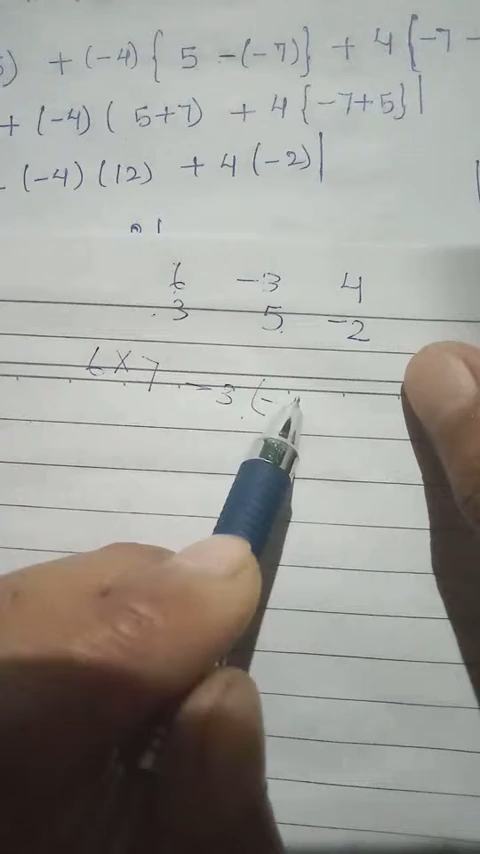 ) + (-4) { 5 - (-7)} + 4 {-7 -
+ (-4) ( 5+7) + 4 {-7+5}|
(-4) (12) + 4 (-2)|
6 -3 4
3 5 -2
6 X 7 -3 (-